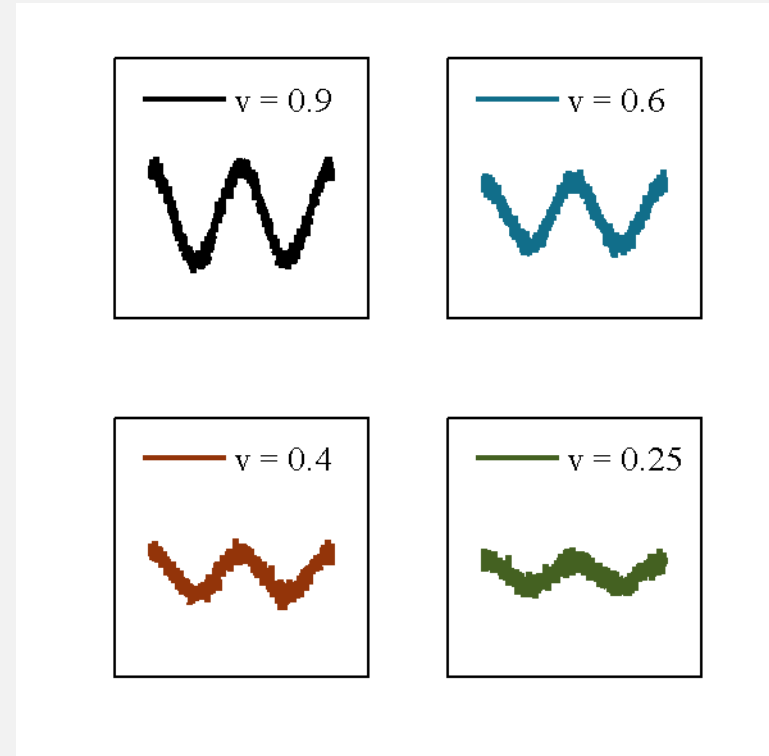 v = 0.9
v = 0.6
v = 0.4
v = 0.25